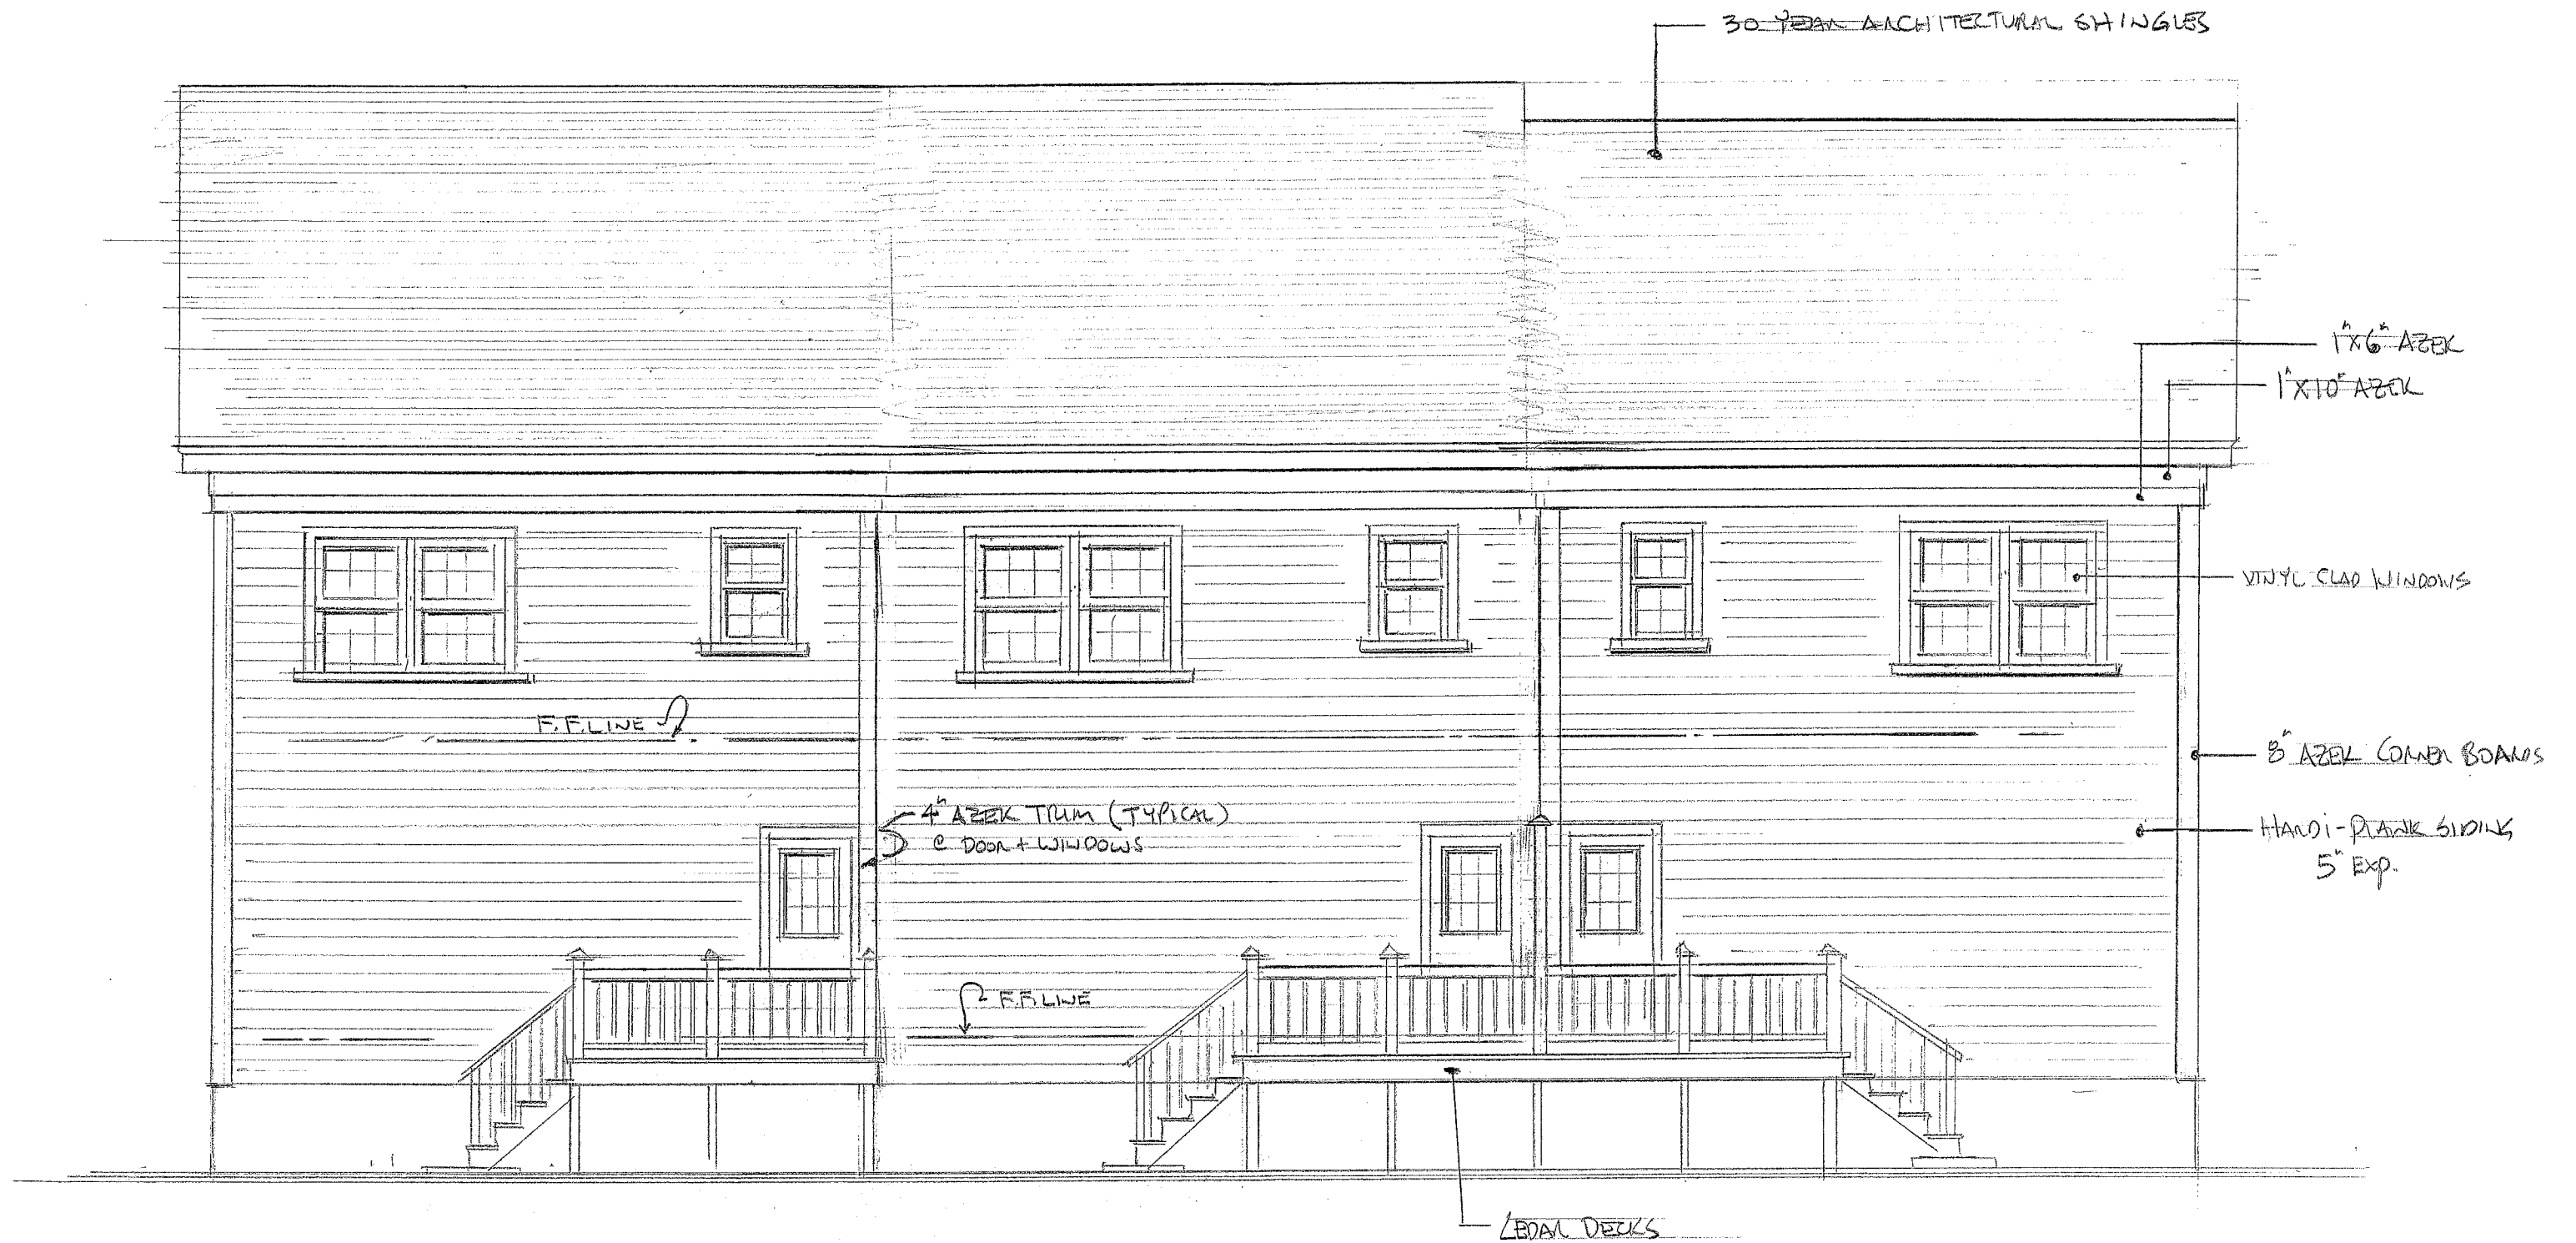 30 YEAR ARCHITECTURAL SHINGLES
1"X6" AZEK
1"X10" AZEK
VINYL CLAD WINDOWS
F.F. LINE
8" AZEK CORNER BOARDS
4" AZEK TRIM (TYPICAL)
@ DOOR + WINDOWS
HARDI-PLANK SIDING
5" EXP.
F.F. LINE
CEDAR DECKS